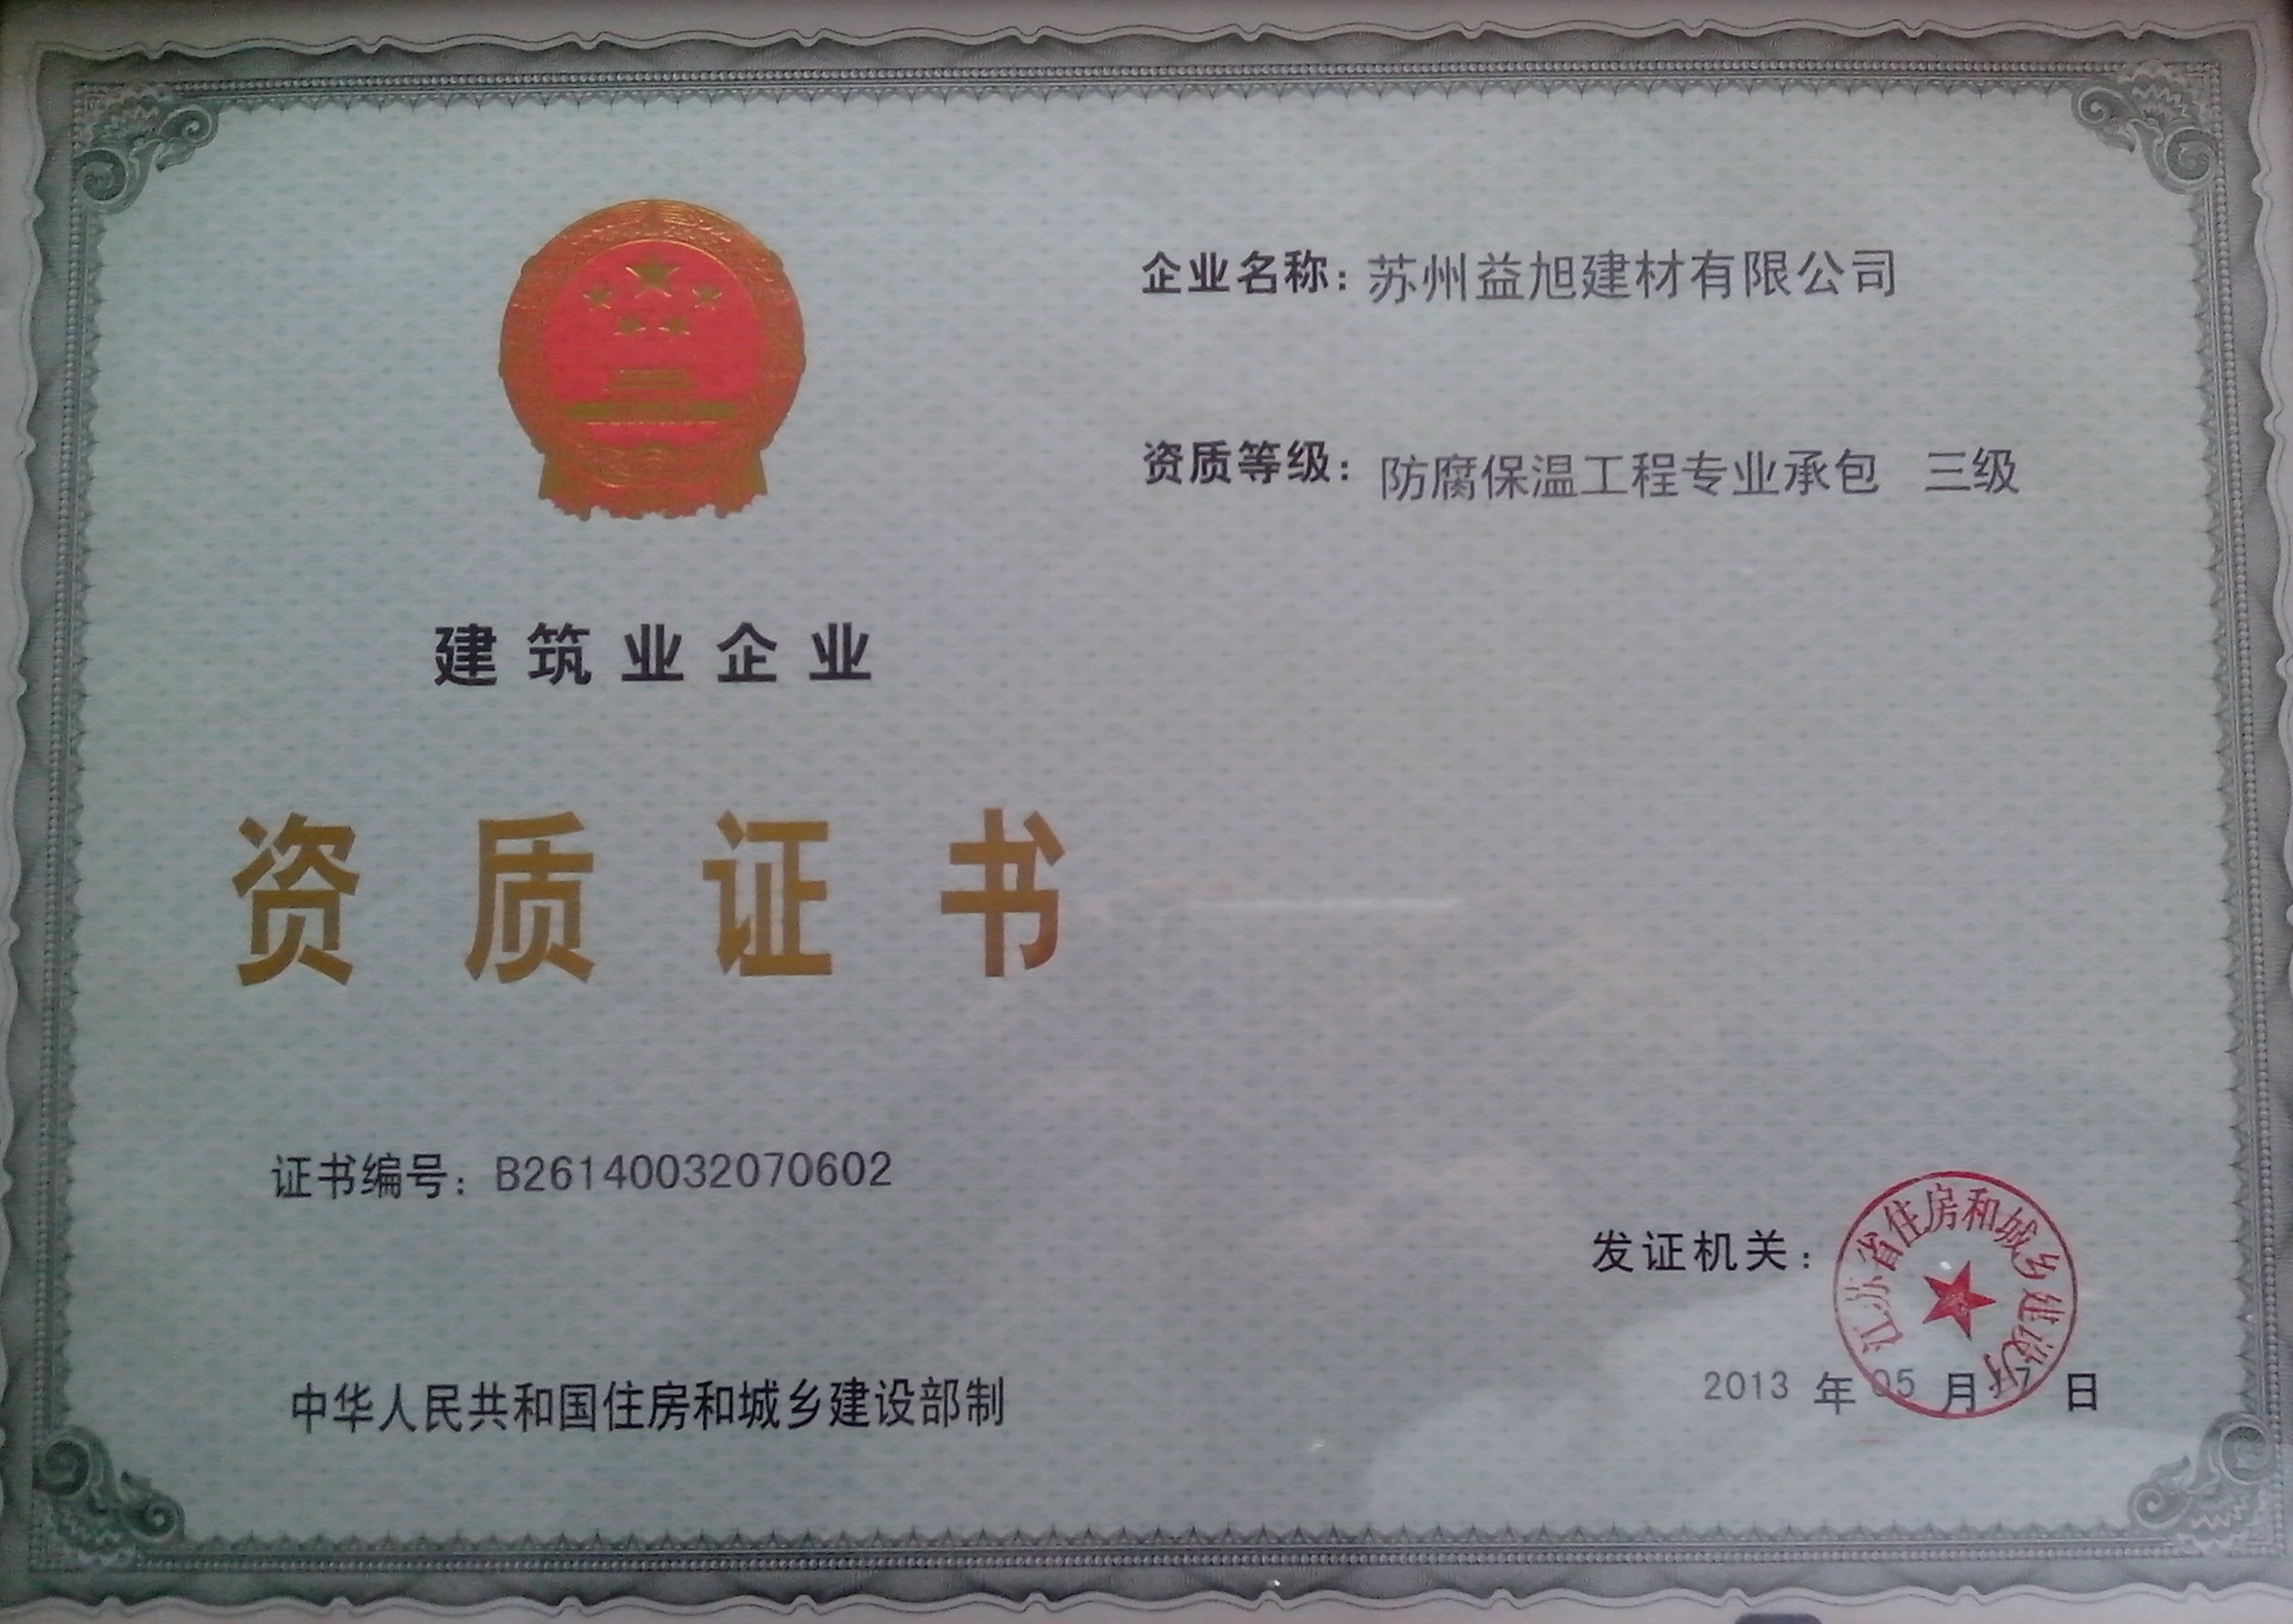 建筑业企业
资质证书
证书编号：B26140032070602
中华人民共和国住房和城乡建设部制
企业名称：苏州益旭建材有限公司
资质等级：防腐保温工程专业承包 三级
发证机关：
江苏省住房和城乡建设厅
2013 年 05 月 17 日